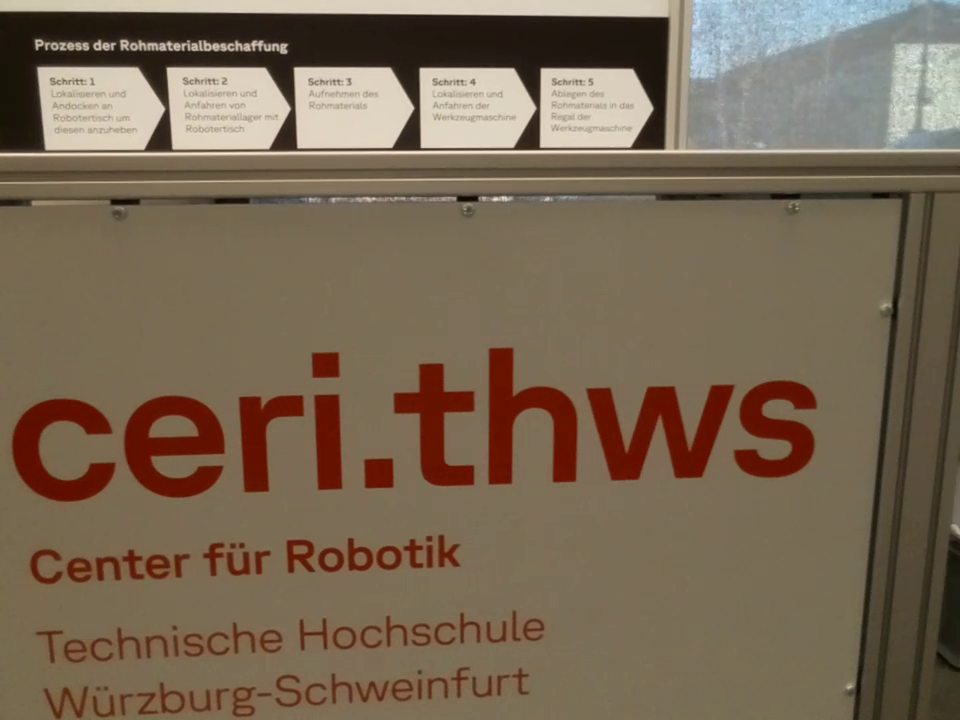 Prozess der Rohmaterialbeschaffung
Schritt: 1
Lokalisieren und
Andocken an
Robotertisch um
diesen anzuheben
Schritt: 2
Lokalisieren und
Anfahren von
Rohmateriallager mit
Robotertisch
Schritt: 3
Aufnehmen des
Rohmaterials
Schritt: 4
Lokalisieren und
Anfahren der
Werkzeugmaschine
Schritt: 5
Ablegen des
Rohmaterials in das
Regal der
Werkzeugmaschine
ceri.thws
Center für Robotik
Technische Hochschule
Würzburg-Schweinfurt